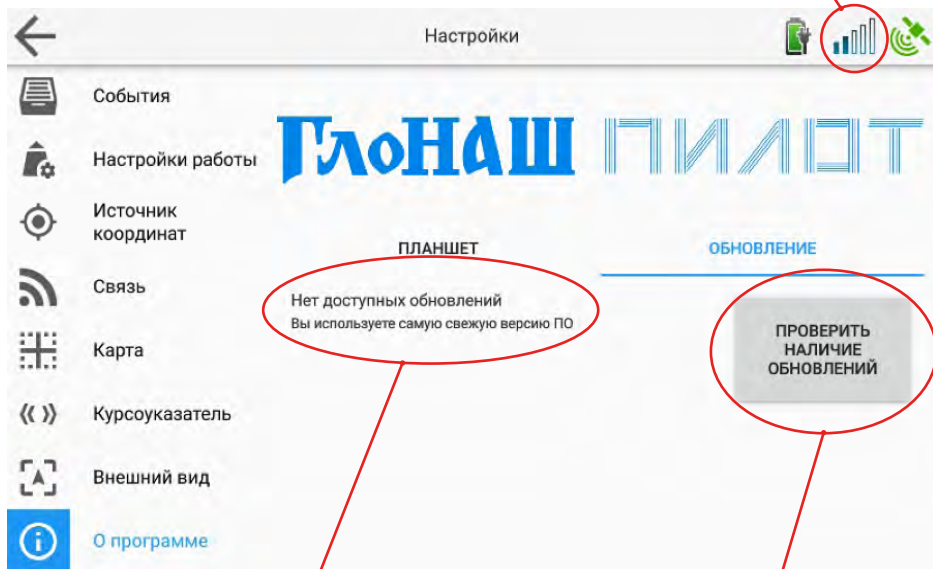 Настройки
События
Настройки работы
Источник
координат
Связь
Карта
Курсоуказатель
Внешний вид
О программе
ГлоНАШ ПИЛОТ
ПЛАНШЕТ
ОБНОВЛЕНИЕ
Нет доступных обновлений
Вы используете самую свежую версию ПО
ПРОВЕРИТЬ
НАЛИЧИЕ
ОБНОВЛЕНИЙ